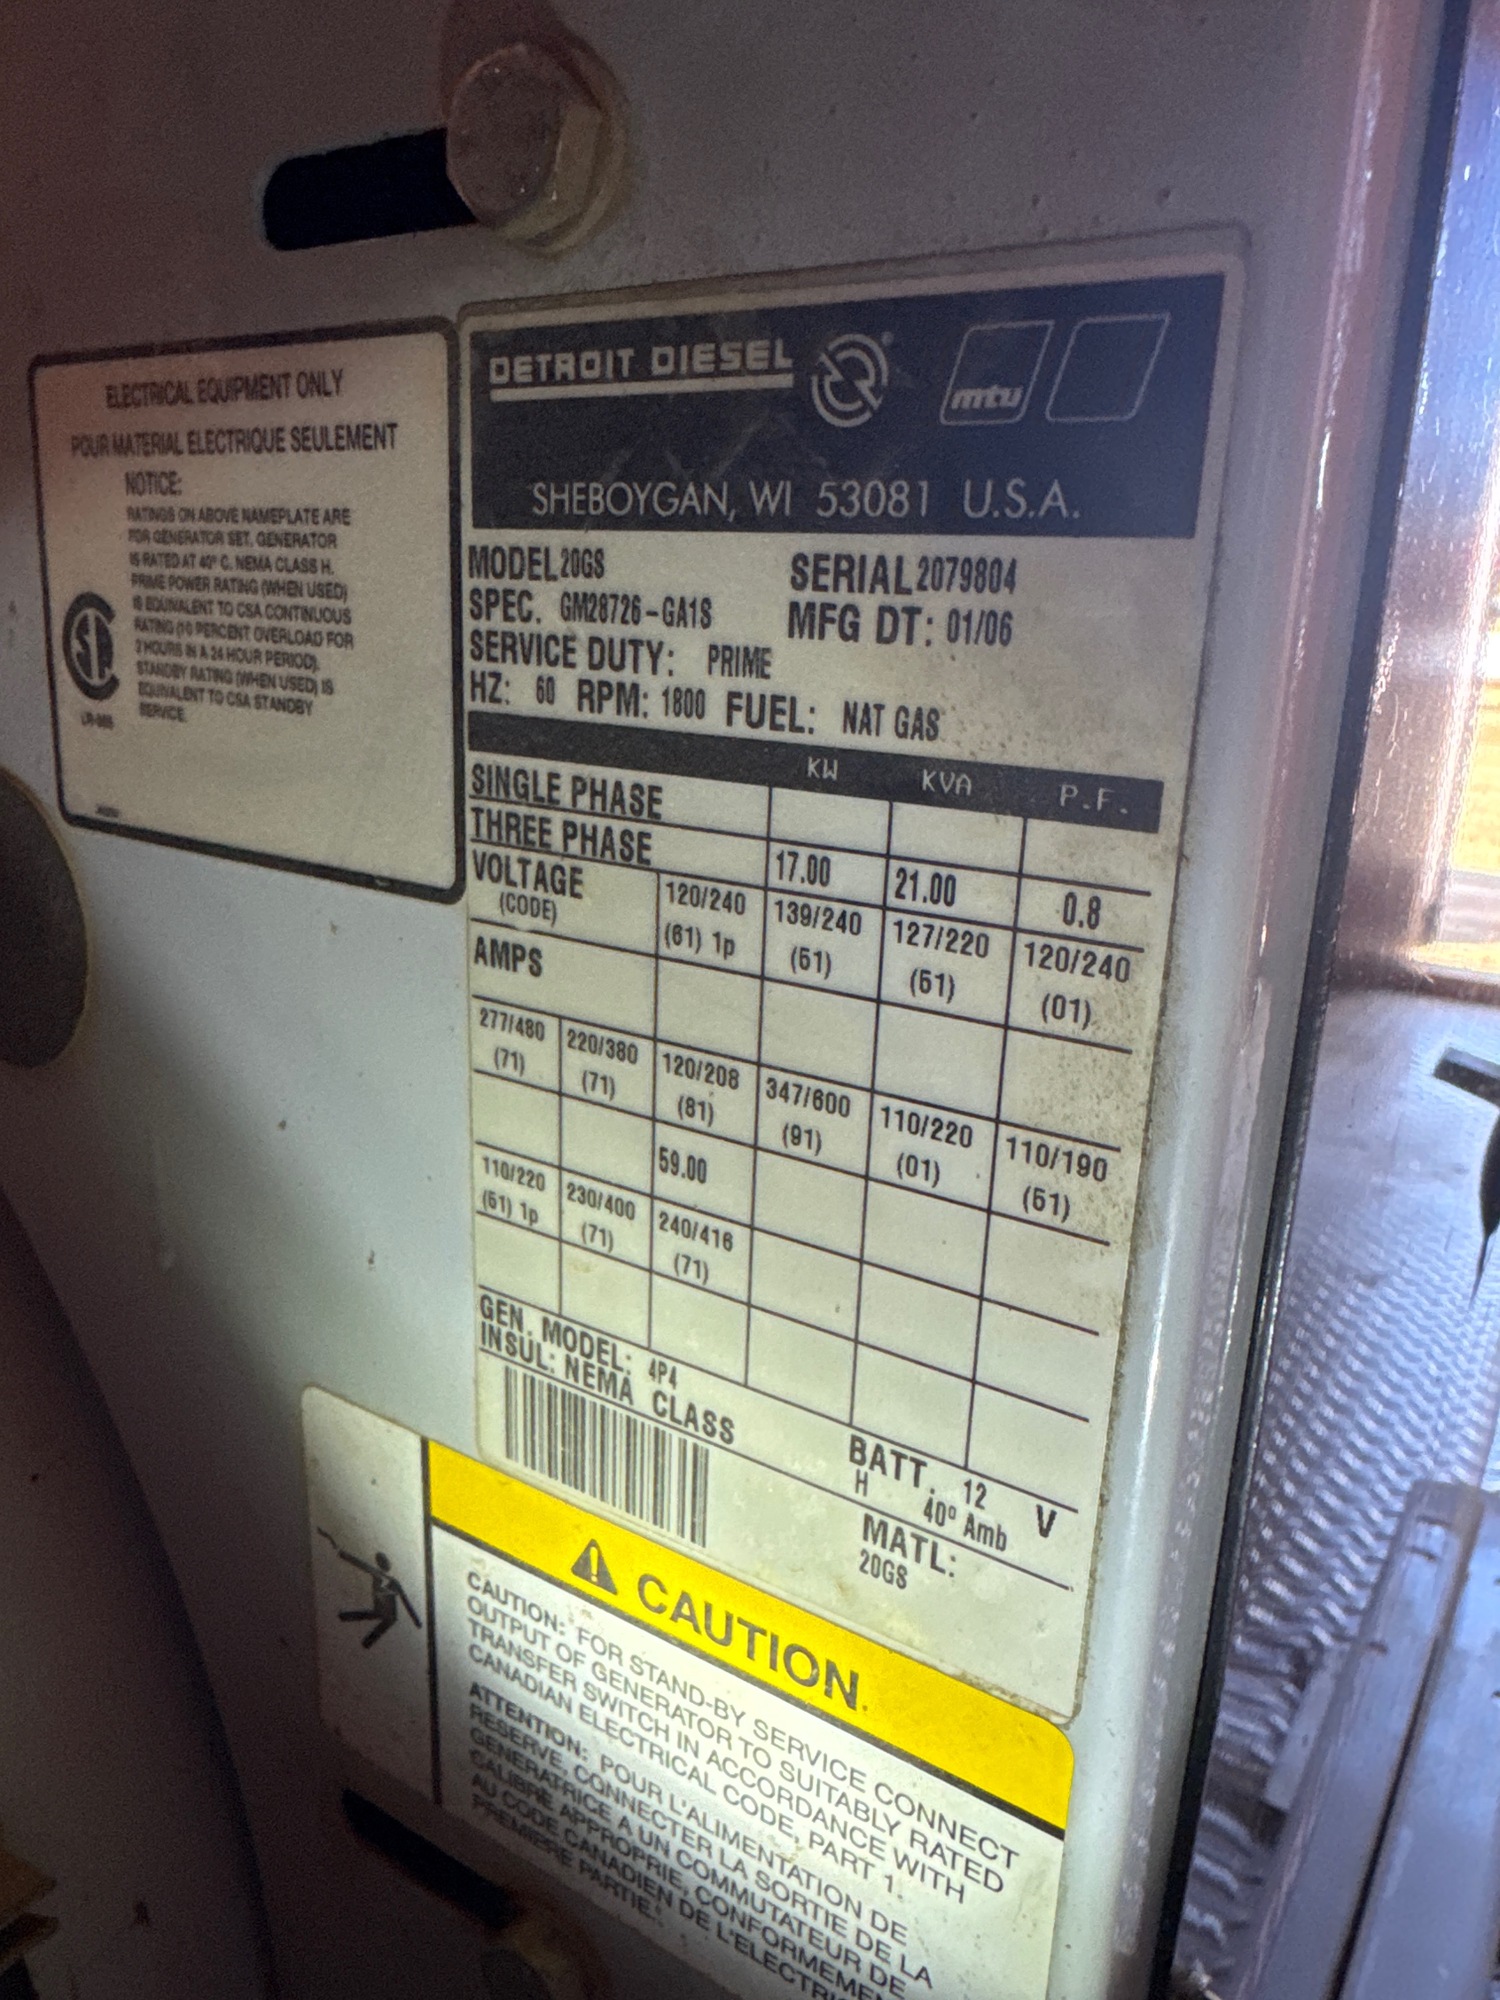 ELECTRICAL EQUIPMENT ONLY
POUR MATERIAL ELECTRIQUE SEULEMENT
NOTICE:
RATINGS ON ABOVE NAMEPLATE ARE
FOR GENERATOR SET. GENERATOR
IS RATED AT 40° C. NEMA CLASS H.
PRIME POWER RATING (WHEN USED)
IS EQUIVALENT TO CSA CONTINUOUS
RATING (10 PERCENT OVERLOAD FOR
2 HOURS IN A 24 HOUR PERIOD).
STANDBY RATING (WHEN USED) IS
EQUIVALENT TO CSA STANDBY
SERVICE.
DETROIT DIESEL mtu
SHEBOYGAN, WI 53081 U.S.A.
MODEL 20GS SERIAL 2079804
SPEC. GM28726-GA1S MFG DT: 01/06
SERVICE DUTY: PRIME
HZ: 60 RPM: 1800 FUEL: NAT GAS
KW KVA P.F.
SINGLE PHASE
THREE PHASE 17.00 21.00 0.8
VOLTAGE 120/240 139/240 127/220 120/240
(CODE) (61) 1p (51) (51) (01)
AMPS
277/480 220/380 120/208 347/600 110/220 110/190
(71) (71) (81) (91) (01) (51)
59.00
110/220 230/400 240/416
(61) 1p (71) (71)
GEN. MODEL: 4P4 BATT. 12 V
INSUL: NEMA CLASS H 40° Amb
MATL:
20GS
CAUTION
CAUTION: FOR STAND-BY SERVICE CONNECT
OUTPUT OF GENERATOR TO SUITABLY RATED
TRANSFER SWITCH IN ACCORDANCE WITH
CANADIAN ELECTRICAL CODE, PART 1.
ATTENTION: POUR L'ALIMENTATION DE
RESERVE, CONNECTER LA SORTIE DE LA
GENERATRICE A UN COMMUTATEUR DE
CALIBRE APPROPRIE, CONFORMEMEN
AU CODE CANADIEN DE L'ELECTRI
PREMIERE PARTIE.